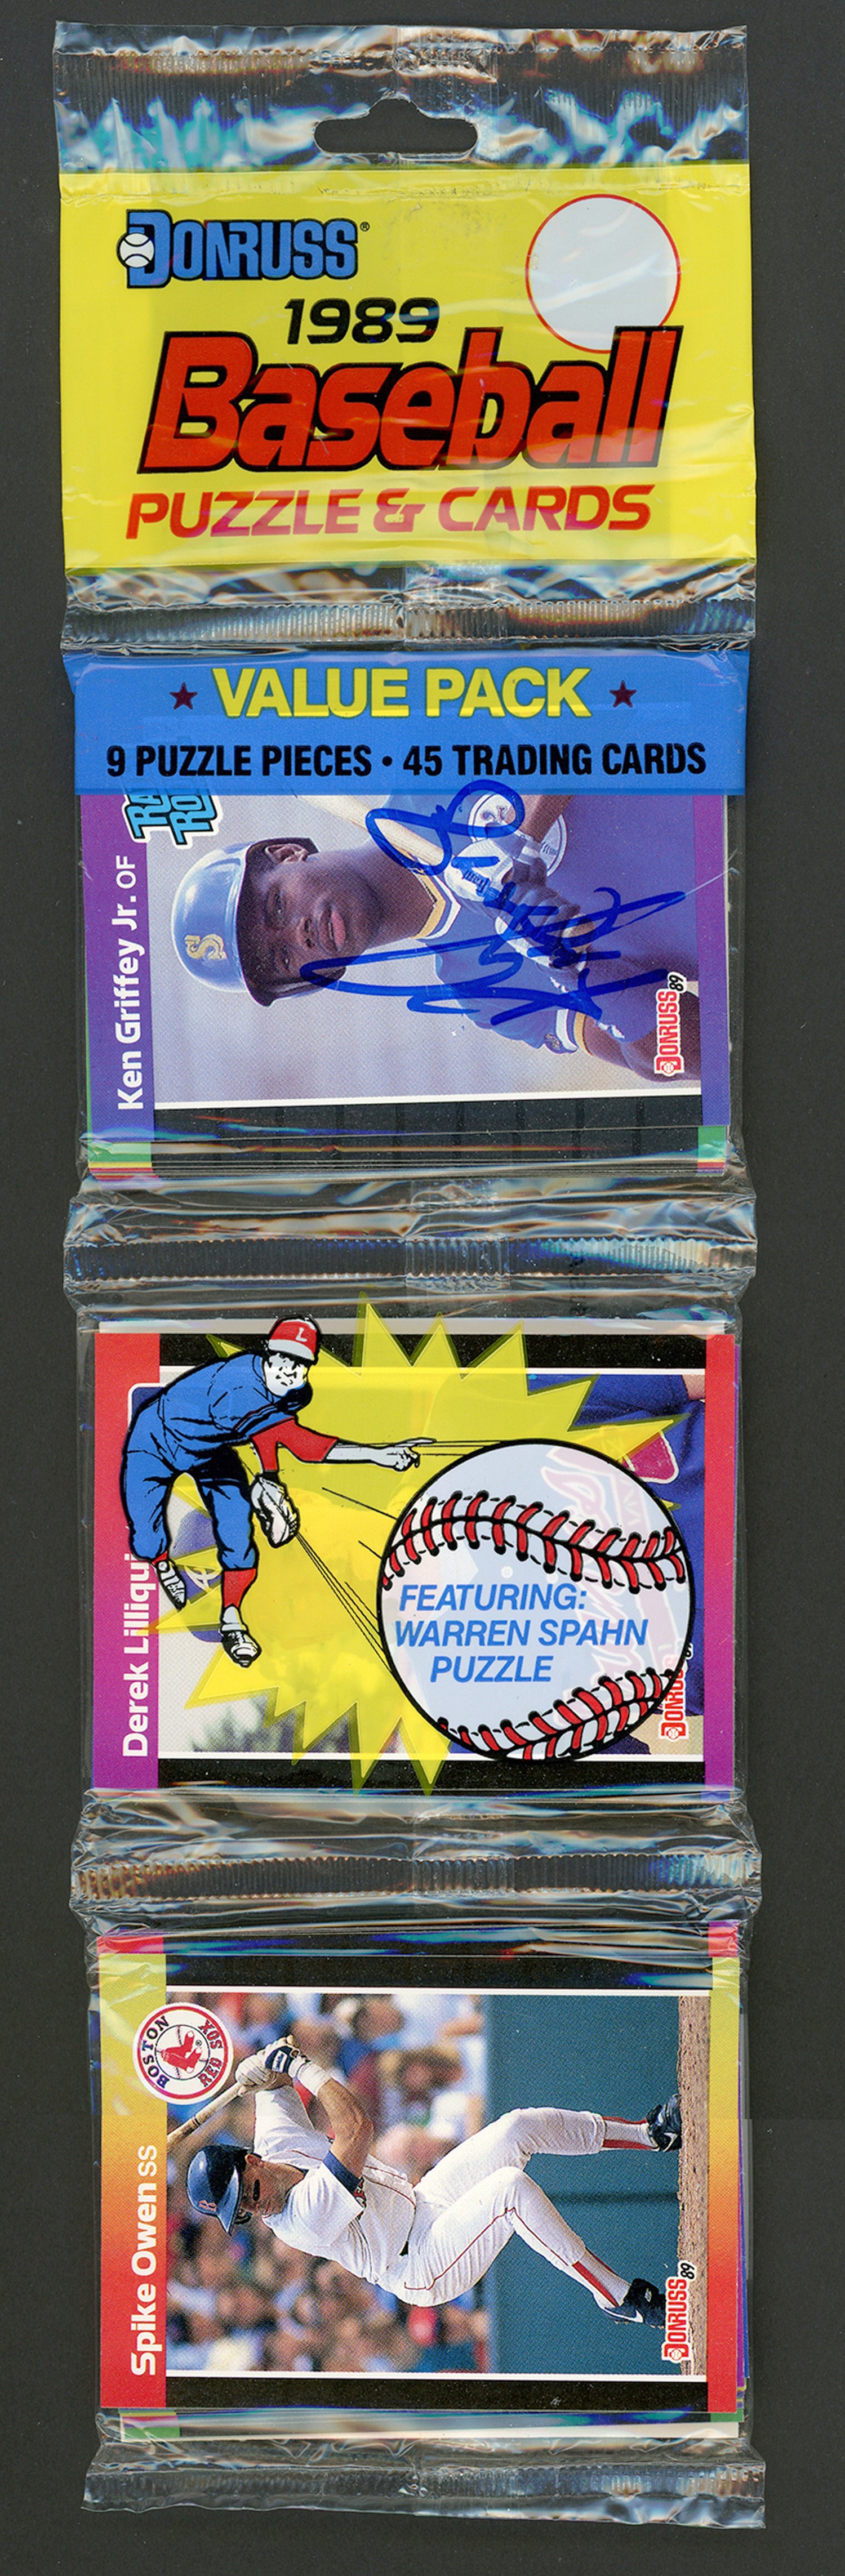 DONRUSS®
1989
Baseball
PUZZLE & CARDS
★ VALUE PACK ★
9 PUZZLE PIECES • 45 TRADING CARDS
Ken Griffey Jr. OF
S
DONRUSS 89
L
Derek Lilliqui
FEATURING:
WARREN SPAHN
PUZZLE
DONRUSS
BOSTON
RED SOX
Spike Owen SS
DONRUSS 89